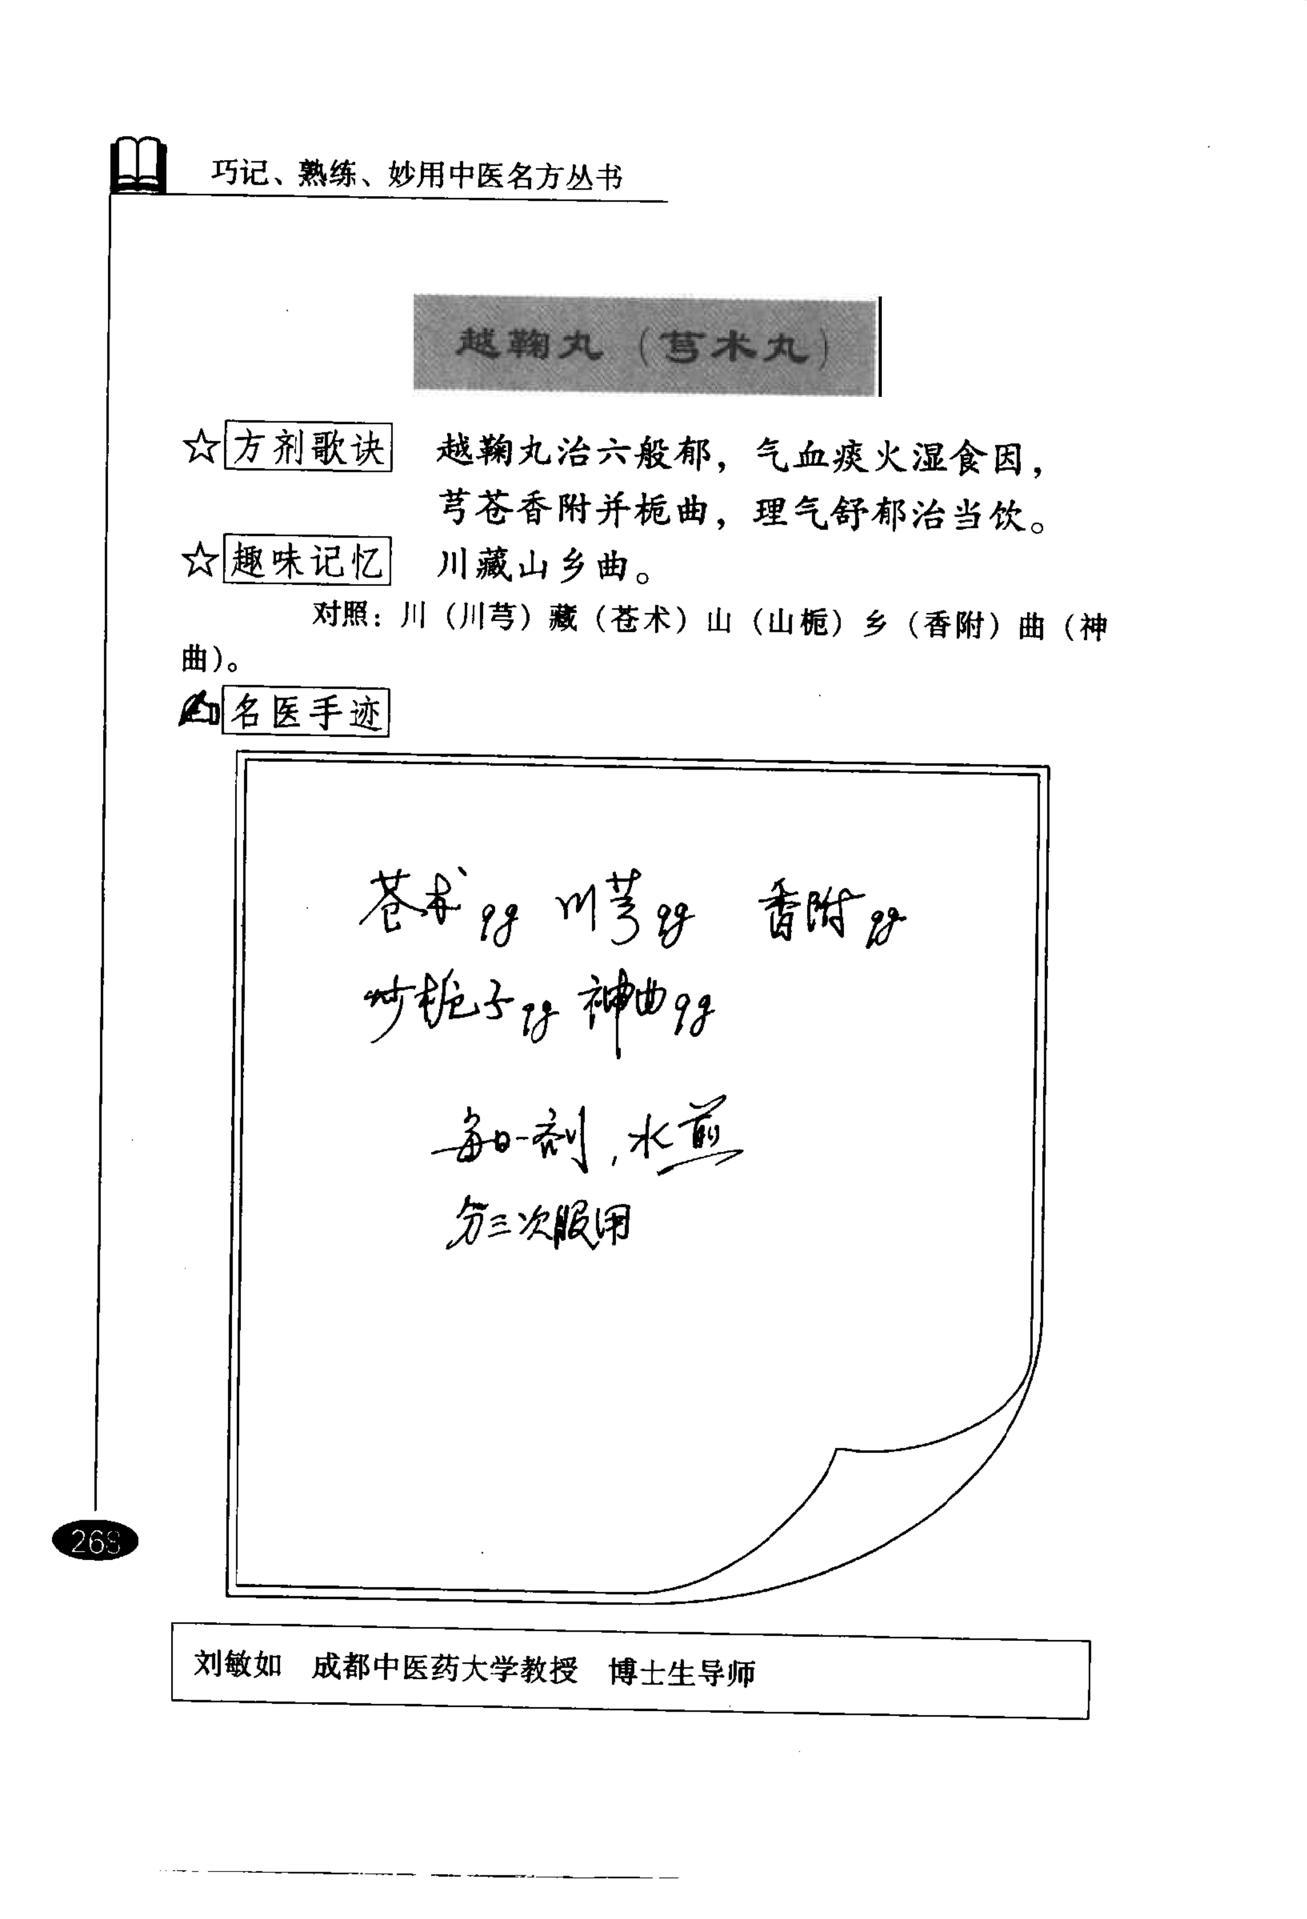 巧记、熟练、妙用中医名方丛书
越鞠丸（芎术丸）
☆方剂歌诀 越鞠丸治六般郁，气血痰火湿食因，
芎苍香附并栀曲，理气舒郁治当饮。
☆趣味记忆 川藏山乡曲。
对照：川（川芎）藏（苍术）山（山栀）乡（香附）曲（神
曲）。
名医手迹
苍术9g 川芎9g 香附9g
炒栀子9g 神曲9g
每日一剂，水煎
分三次服用
268
刘敏如 成都中医药大学教授 博士生导师